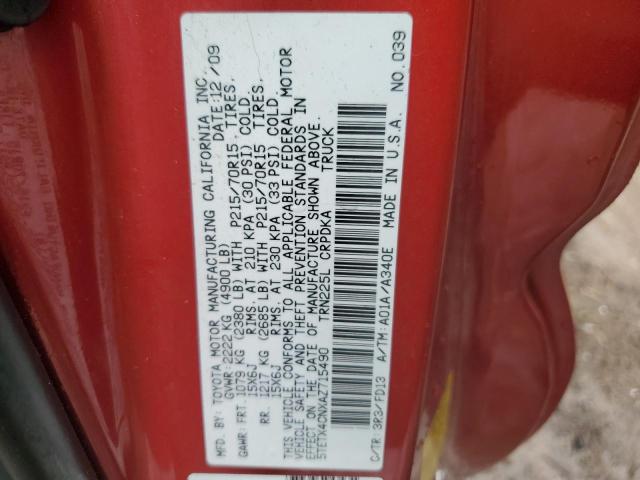 MFD. BY: TOYOTA MOTOR MANUFACTURING CALIFORNIA INC.
GVWR: 2222 KG (4900 LB) DATE: 12/09
GAWR: FRT. 1079 KG (2380 LB) WITH P215/70R15 TIRES.
15X6J RIMS. AT 210 KPA (30 PSI) COLD.
RR. 1217 KG (2685 LB) WITH P215/70R15 TIRES.
15X6J RIMS. AT 230 KPA (33 PSI) COLD.
THIS VEHICLE CONFORMS TO ALL APPLICABLE FEDERAL MOTOR
VEHICLE SAFETY AND THEFT PREVENTION STANDARDS IN
EFFECT ON THE DATE OF MANUFACTURE SHOWN ABOVE.
5TETX4CNXAZ715490 TRN225L CRPDKA TRUCK
C/TR: 3R3/FD13 A/TM: A01A/A340E MADE IN U.S.A. NO. 039